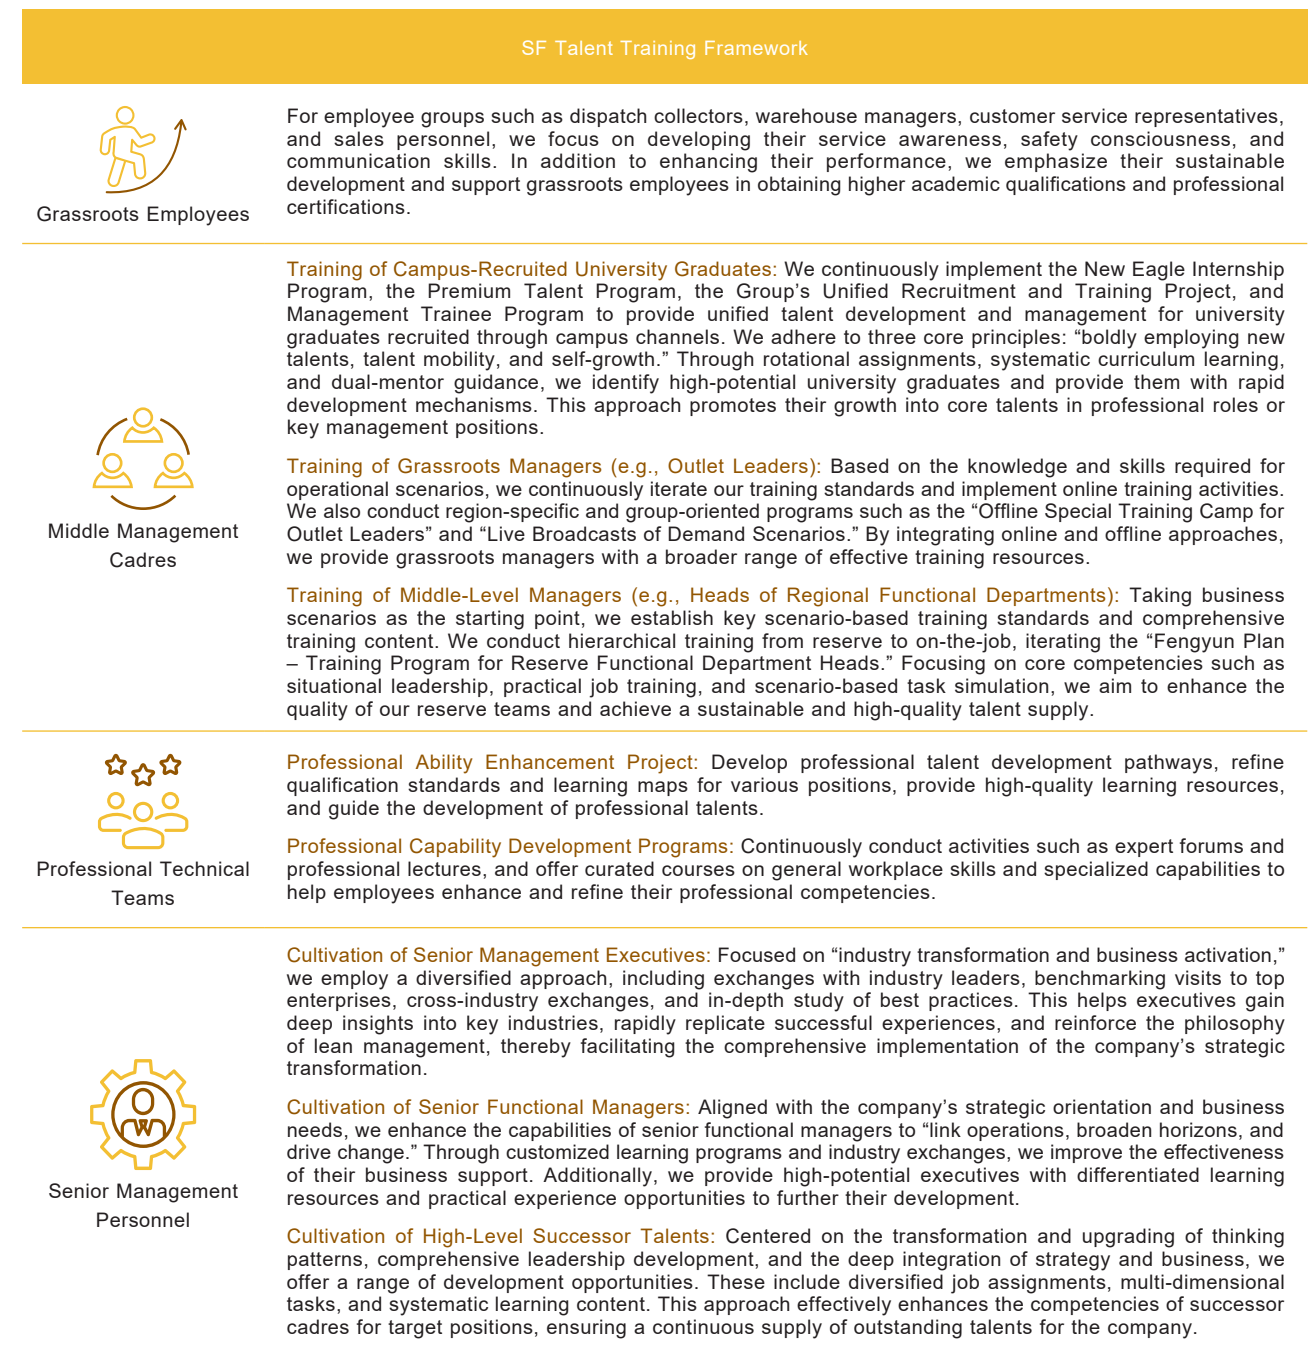 SF Talent Training Framework
Grassroots Employees
For employee groups such as dispatch collectors, warehouse managers, customer service representatives,
and sales personnel, we focus on developing their service awareness, safety consciousness, and
communication skills. In addition to enhancing their performance, we emphasize their sustainable
development and support grassroots employees in obtaining higher academic qualifications and professional
certifications.
Middle Management
Cadres
Training of Campus-Recruited University Graduates: We continuously implement the New Eagle Internship
Program, the Premium Talent Program, the Group’s Unified Recruitment and Training Project, and
Management Trainee Program to provide unified talent development and management for university
graduates recruited through campus channels. We adhere to three core principles: “boldly employing new
talents, talent mobility, and self-growth.” Through rotational assignments, systematic curriculum learning,
and dual-mentor guidance, we identify high-potential university graduates and provide them with rapid
development mechanisms. This approach promotes their growth into core talents in professional roles or
key management positions.
Training of Grassroots Managers (e.g., Outlet Leaders): Based on the knowledge and skills required for
operational scenarios, we continuously iterate our training standards and implement online training activities.
We also conduct region-specific and group-oriented programs such as the “Offline Special Training Camp for
Outlet Leaders” and “Live Broadcasts of Demand Scenarios.” By integrating online and offline approaches,
we provide grassroots managers with a broader range of effective training resources.
Training of Middle-Level Managers (e.g., Heads of Regional Functional Departments): Taking business
scenarios as the starting point, we establish key scenario-based training standards and comprehensive
training content. We conduct hierarchical training from reserve to on-the-job, iterating the “Fengyun Plan
– Training Program for Reserve Functional Department Heads.” Focusing on core competencies such as
situational leadership, practical job training, and scenario-based task simulation, we aim to enhance the
quality of our reserve teams and achieve a sustainable and high-quality talent supply.
Professional Technical
Teams
Professional Ability Enhancement Project: Develop professional talent development pathways, refine
qualification standards and learning maps for various positions, provide high-quality learning resources,
and guide the development of professional talents.
Professional Capability Development Programs: Continuously conduct activities such as expert forums and
professional lectures, and offer curated courses on general workplace skills and specialized capabilities to
help employees enhance and refine their professional competencies.
Senior Management
Personnel
Cultivation of Senior Management Executives: Focused on “industry transformation and business activation,”
we employ a diversified approach, including exchanges with industry leaders, benchmarking visits to top
enterprises, cross-industry exchanges, and in-depth study of best practices. This helps executives gain
deep insights into key industries, rapidly replicate successful experiences, and reinforce the philosophy
of lean management, thereby facilitating the comprehensive implementation of the company’s strategic
transformation.
Cultivation of Senior Functional Managers: Aligned with the company’s strategic orientation and business
needs, we enhance the capabilities of senior functional managers to “link operations, broaden horizons, and
drive change.” Through customized learning programs and industry exchanges, we improve the effectiveness
of their business support. Additionally, we provide high-potential executives with differentiated learning
resources and practical experience opportunities to further their development.
Cultivation of High-Level Successor Talents: Centered on the transformation and upgrading of thinking
patterns, comprehensive leadership development, and the deep integration of strategy and business, we
offer a range of development opportunities. These include diversified job assignments, multi-dimensional
tasks, and systematic learning content. This approach effectively enhances the competencies of successor
cadres for target positions, ensuring a continuous supply of outstanding talents for the company.